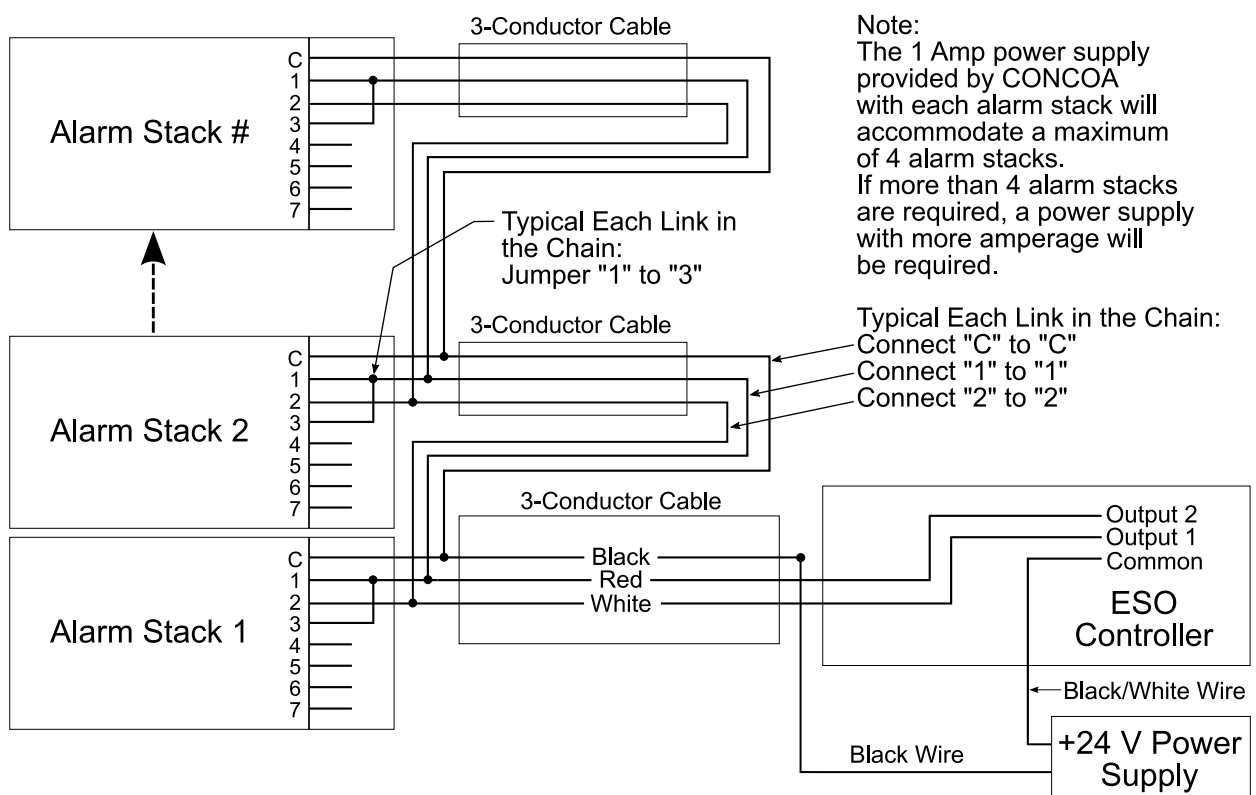 3-Conductor Cable
Alarm Stack #
C
1
2
3
4
5
6
7
Note:
The 1 Amp power supply
provided by CONCOA
with each alarm stack will
accommodate a maximum
of 4 alarm stacks.
If more than 4 alarm stacks
are required, a power supply
with more amperage will
be required.
Typical Each Link in
the Chain:
Jumper "1" to "3"
3-Conductor Cable
Typical Each Link in the Chain:
Connect "C" to "C"
Connect "1" to "1"
Connect "2" to "2"
Alarm Stack 2
C
1
2
3
4
5
6
7
3-Conductor Cable
Alarm Stack 1
C
1
2
3
4
5
6
7
Black
Red
White
Output 2
Output 1
Common
ESO
Controller
Black/White Wire
Black Wire
+24 V Power
Supply